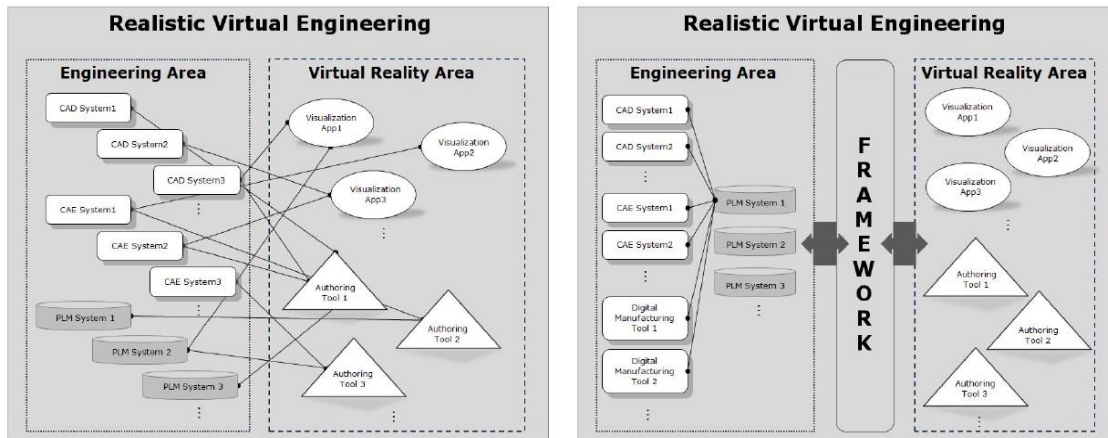 Realistic Virtual Engineering
Engineering Area
Virtual Reality Area
CAD System1
CAD System2
CAD System3
CAE System1
CAE System2
CAE System3
PLM System 1
PLM System 2
PLM System 3
Visualization
App1
Visualization
App2
Visualization
App3
Authoring
Tool 1
Authoring
Tool 2
Authoring
Tool 3
Realistic Virtual Engineering
Engineering Area
CAD System1
CAD System2
CAE System1
CAE System2
Digital
Manufacturing
Tool 1
Digital
Manufacturing
Tool 2
PLM System 1
PLM System 2
PLM System 3
FRAMEWORK
Virtual Reality Area
Visualization
App1
Visualization
App2
Visualization
App3
Authoring
Tool 1
Authoring
Tool 2
Authoring
Tool 3